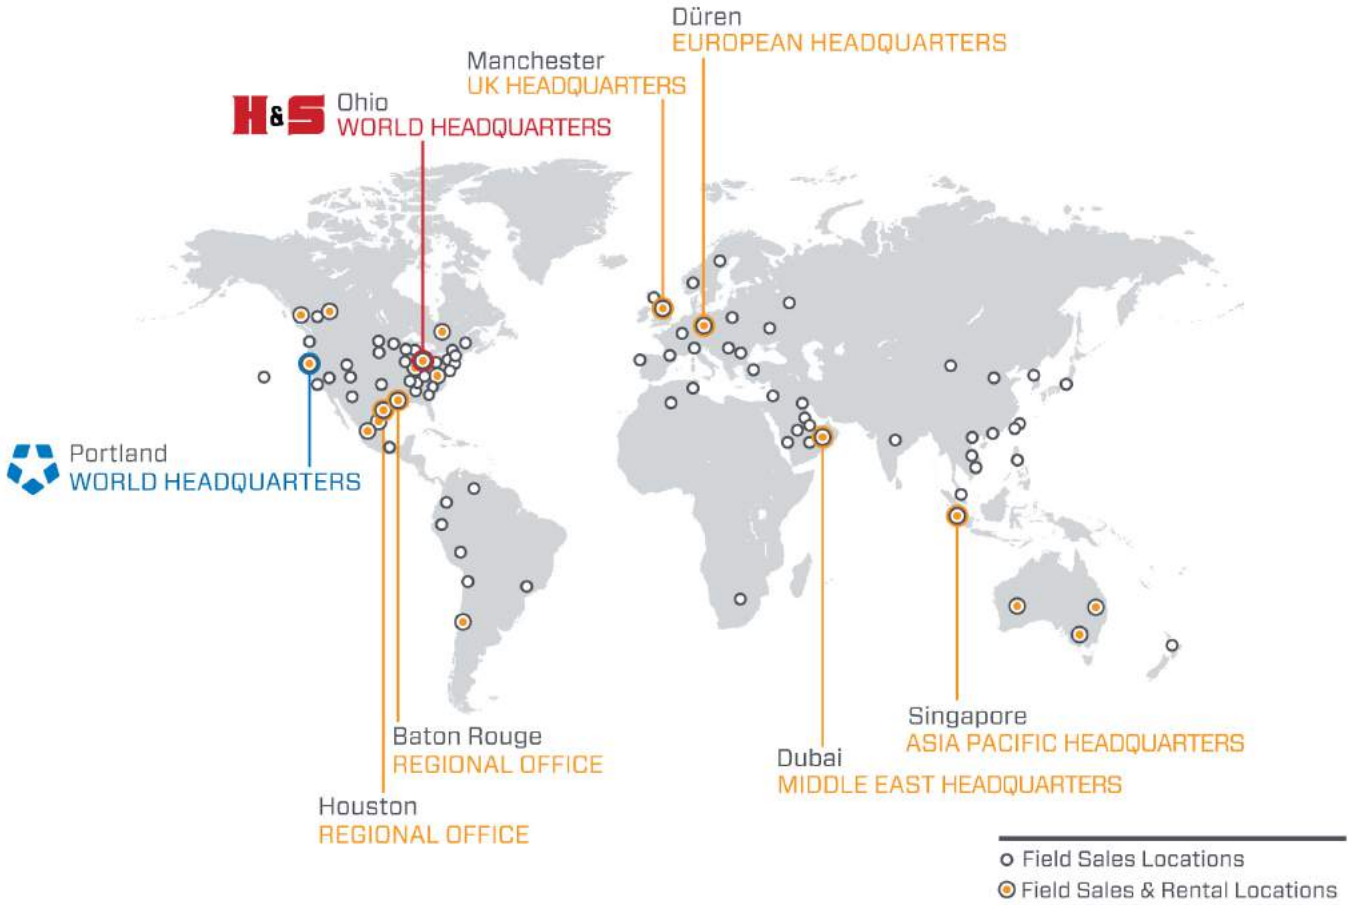 Düren
EUROPEAN HEADQUARTERS
Manchester
UK HEADQUARTERS
H&S
Ohio
WORLD HEADQUARTERS
Portland
WORLD HEADQUARTERS
Baton Rouge
REGIONAL OFFICE
Houston
REGIONAL OFFICE
Singapore
ASIA PACIFIC HEADQUARTERS
Dubai
MIDDLE EAST HEADQUARTERS
Field Sales Locations
Field Sales & Rental Locations